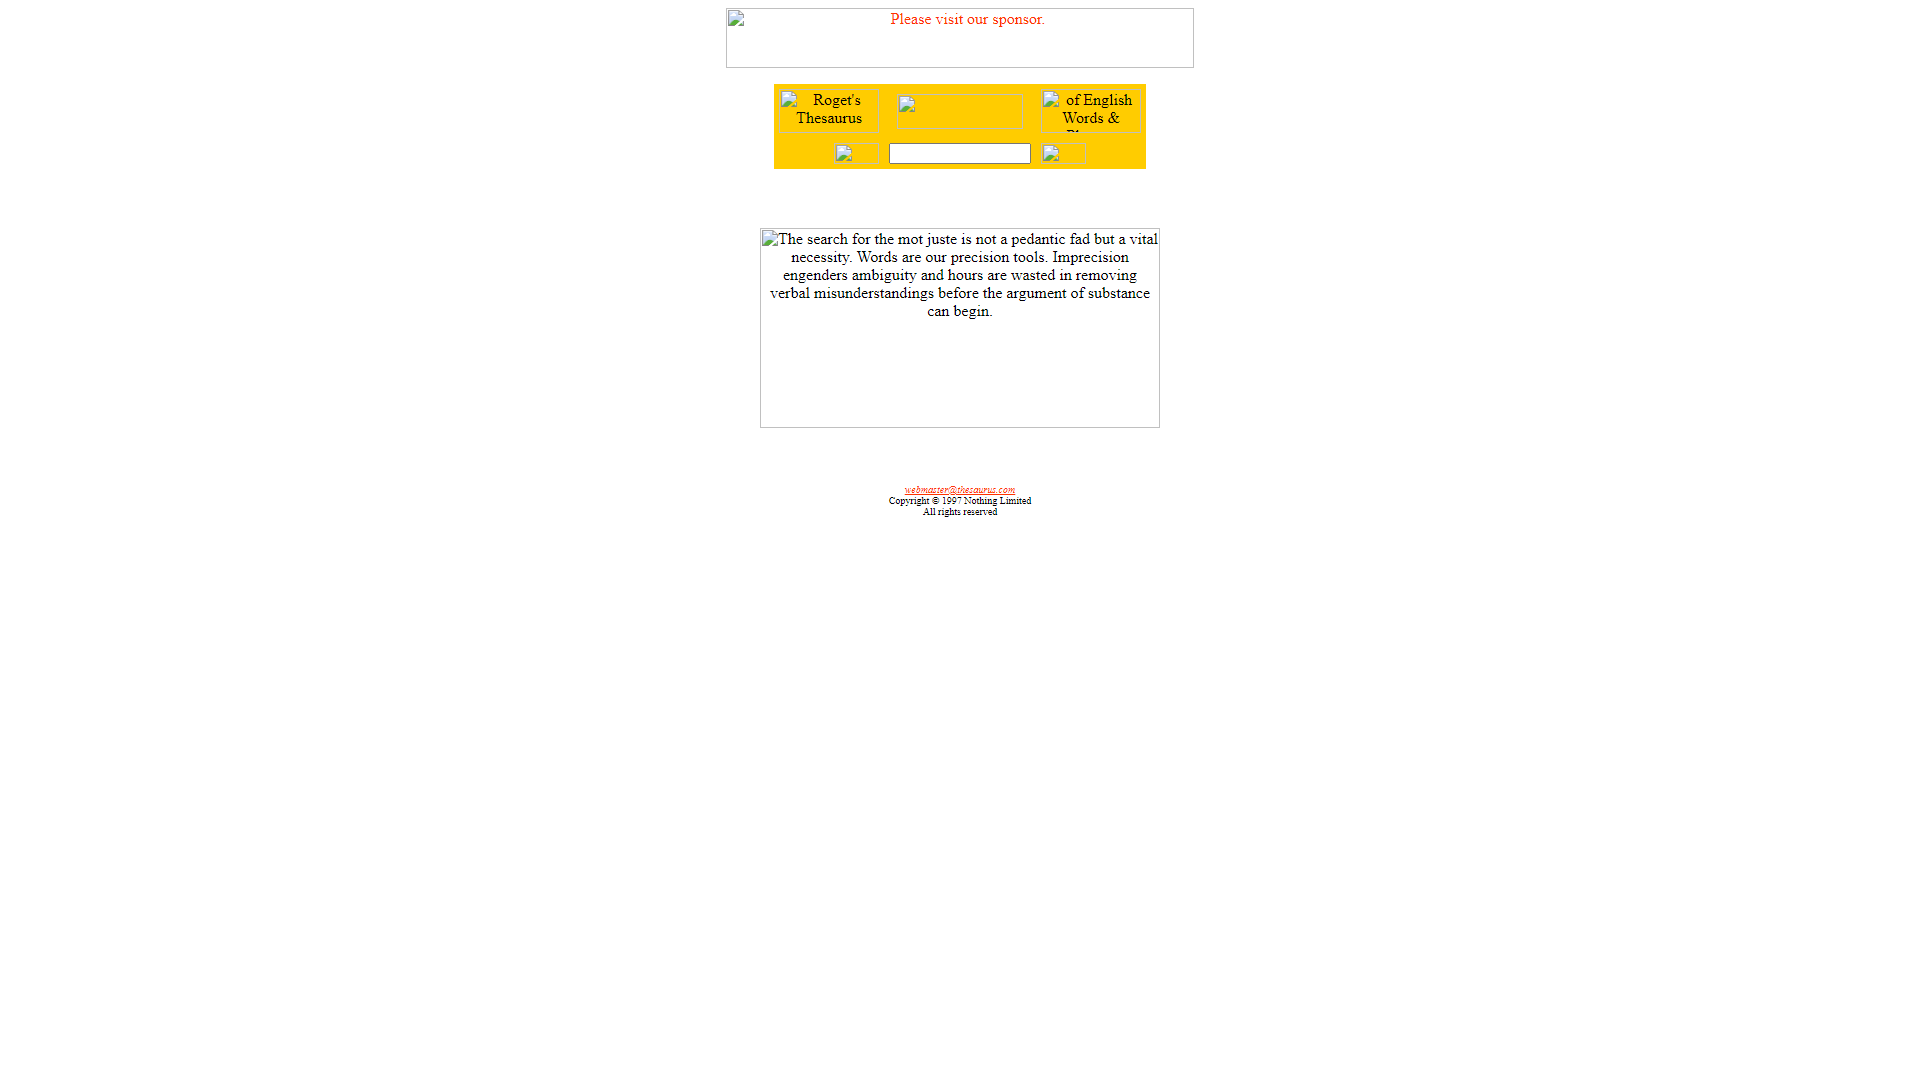 Please visit our sponsor.
Roget's
Thesaurus
of English
Words &
The search for the mot juste is not a pedantic fad but a vital
necessity. Words are our precision tools. Imprecision
engenders ambiguity and hours are wasted in removing
verbal misunderstandings before the argument of substance
can begin.
webmaster@thesaurus.com
Copyright © 1997 Nothing Limited
All rights reserved